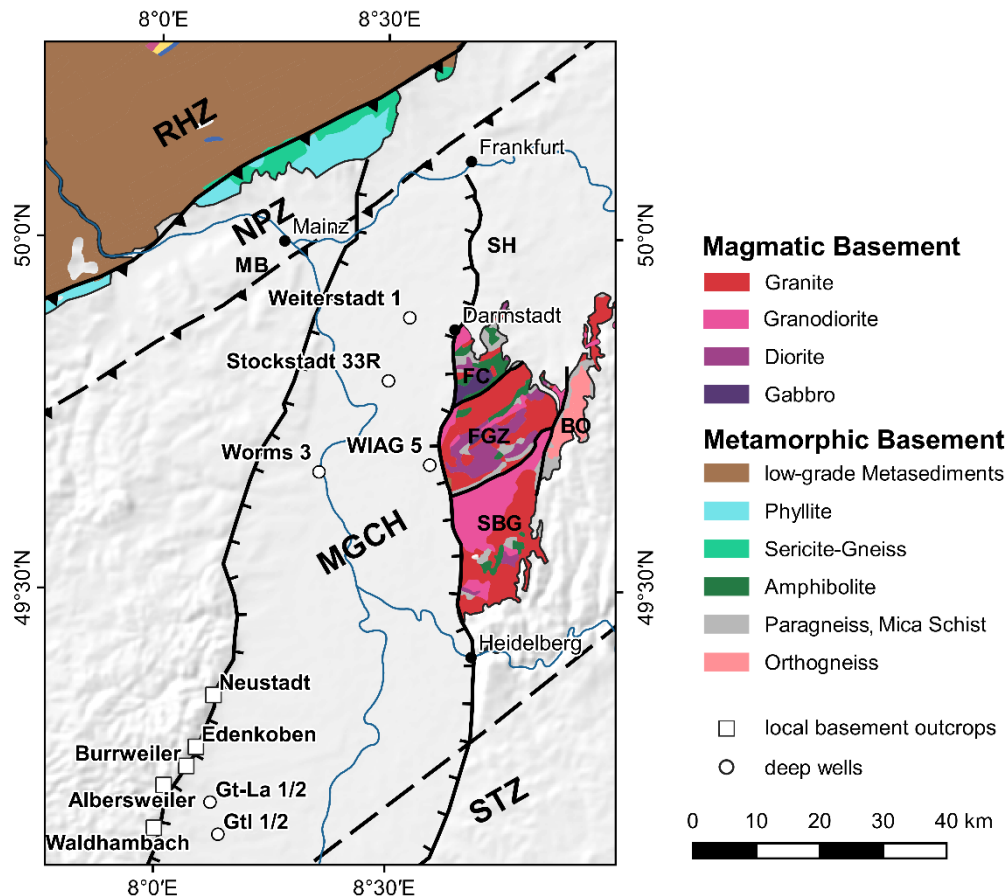 8°0'E
8°30'E
RHZ
Frankfurt
50°0'N
NPZ
Mainz
50°0'N
SH
MB
Weiterstadt 1
Darmstadt
Stockstadt 33R
FC
BO
FGZ
WIAG 5
Worms 3
MGCH
SBG
49°30'N
49°30'N
Heidelberg
Neustadt
Edenkoben
Burrweiler
Gt-La 1/2
Albersweiler
STZ
GtI 1/2
Waldhambach
8°0'E
8°30'E
Magmatic Basement
Granite
Granodiorite
Diorite
Gabbro
Metamorphic Basement
low-grade Metasediments
Phyllite
Sericite-Gneiss
Amphibolite
Paragneiss, Mica Schist
Orthogneiss
local basement outcrops
deep wells
0 10 20 30 40 km